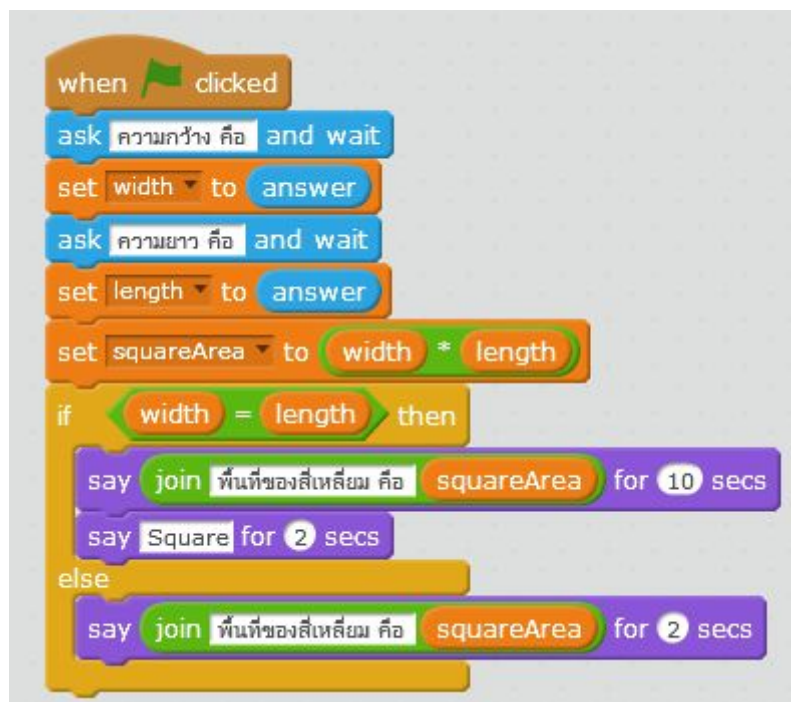 when clicked
ask ความกว้าง คือ and wait
set width to answer
ask ความยาว คือ and wait
set length to answer
set squareArea to width * length
if width = length then
say join พื้นที่ของสี่เหลี่ยม คือ squareArea for 10 secs
say Square for 2 secs
else
say join พื้นที่ของสี่เหลี่ยม คือ squareArea for 2 secs